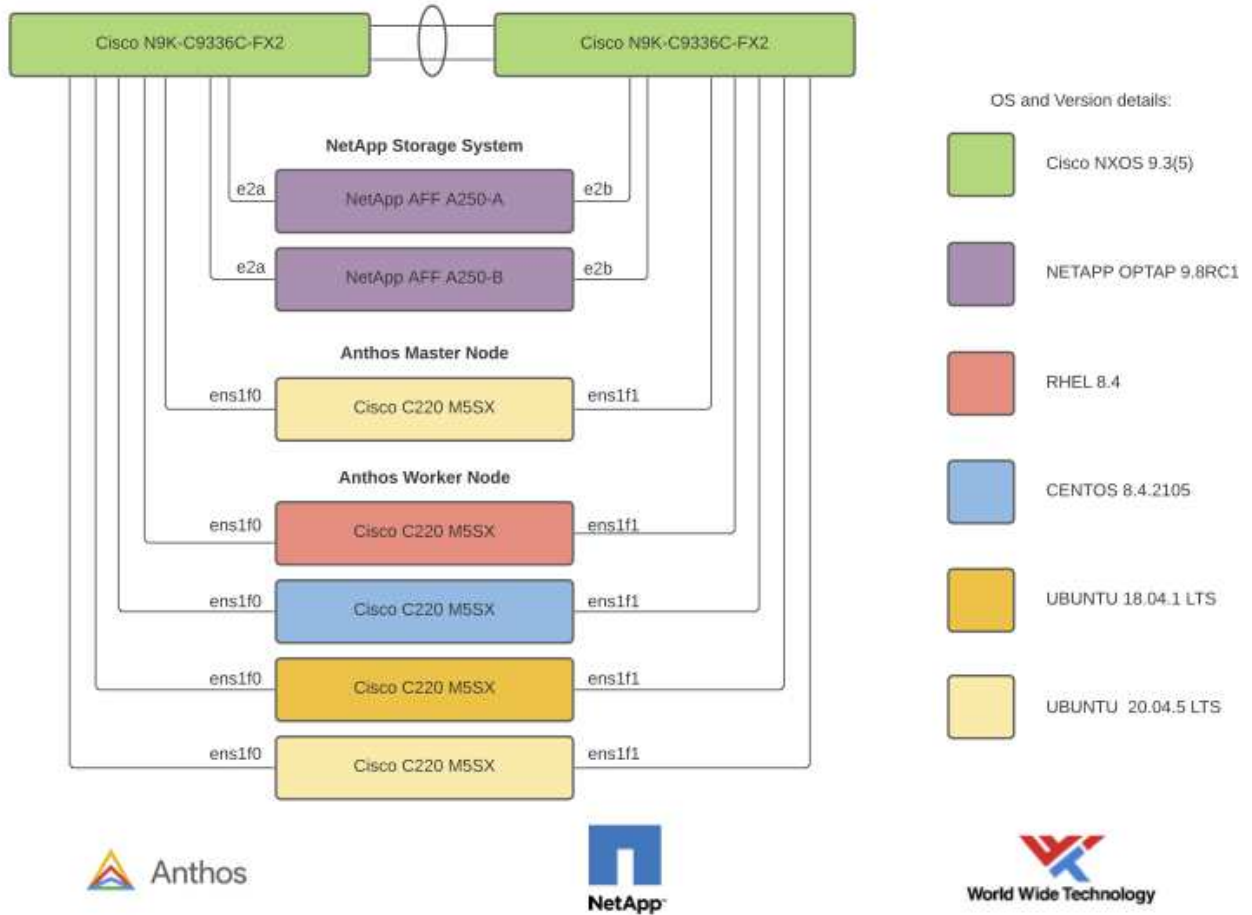 Cisco N9K-C9336C-FX2
Cisco N9K-C9336C-FX2
OS and Version details:
NetApp Storage System
Cisco NXOS 9.3(5)
e2a
NetApp AFF A250-A
e2b
e2a
NetApp AFF A250-B
e2b
NETAPP OPTAP 9.8RC1
Anthos Master Node
ens1f0
Cisco C220 M5SX
ens1f1
RHEL 8.4
Anthos Worker Node
ens1f0
Cisco C220 M5SX
ens1f1
CENTOS 8.4.2105
ens1f0
Cisco C220 M5SX
ens1f1
UBUNTU 18.04.1 LTS
ens1f0
Cisco C220 M5SX
ens1f1
UBUNTU 20.04.5 LTS
ens1f0
Cisco C220 M5SX
ens1f1
Anthos
NetApp
World Wide Technology